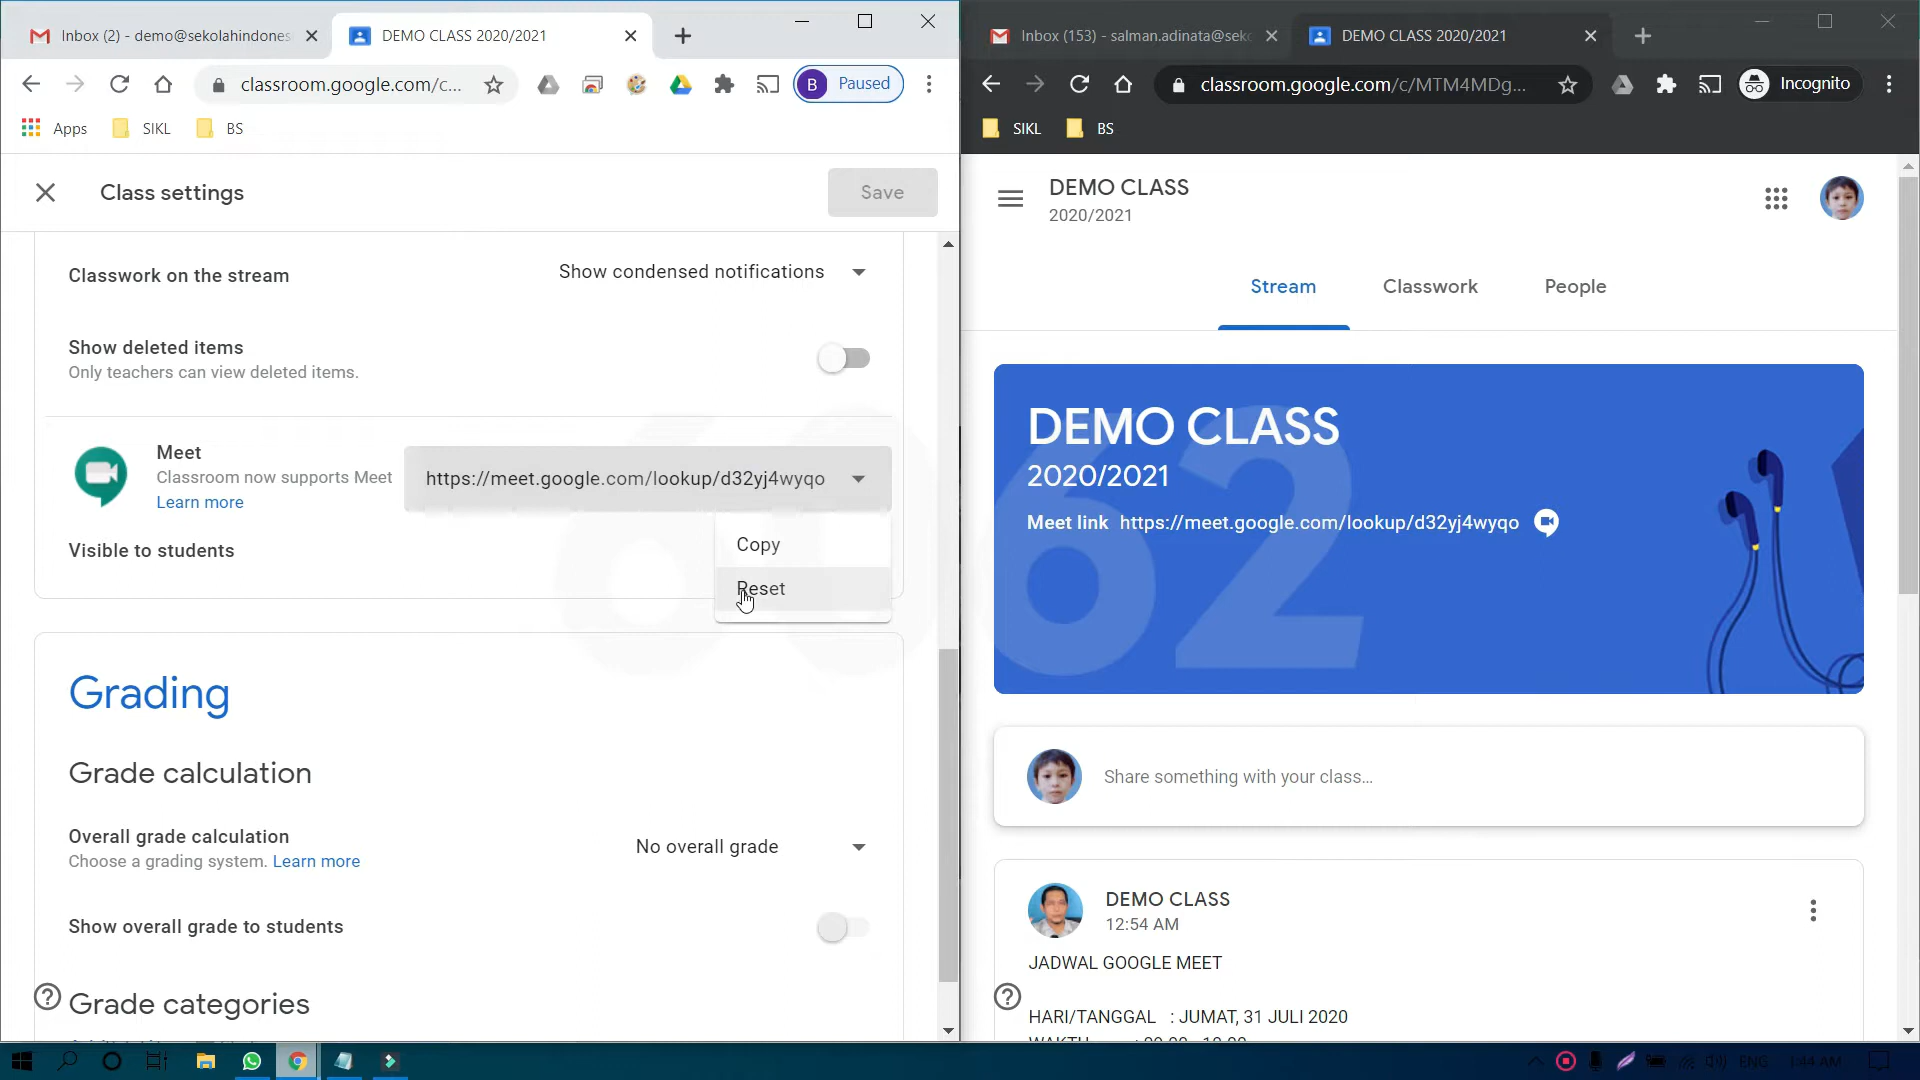 Inbox (2) - demo@sekolahindones
DEMO CLASS 2020/2021
classroom.google.com/c...
B
Paused
Apps
SIKL
BS
Class settings
Save
Classwork on the stream
Show condensed notifications
Show deleted items
Only teachers can view deleted items.
Meet
Classroom now supports Meet
Learn more
https://meet.google.com/lookup/d32yj4wyqo
Copy
Visible to students
Reset
Grading
Grade calculation
Overall grade calculation
Choose a grading system. Learn more
No overall grade
Show overall grade to students
Grade categories
Inbox (153) - salman.adinata@seko
DEMO CLASS 2020/2021
classroom.google.com/c/MTM4MDg...
Incognito
SIKL
BS
DEMO CLASS
2020/2021
Stream
Classwork
People
DEMO CLASS
2020/2021
Meet link https://meet.google.com/lookup/d32yj4wyqo
62
Share something with your class...
DEMO CLASS
12:54 AM
JADWAL GOOGLE MEET
HARI/TANGGAL : JUMAT, 31 JULI 2020
ENG
1:44 AM